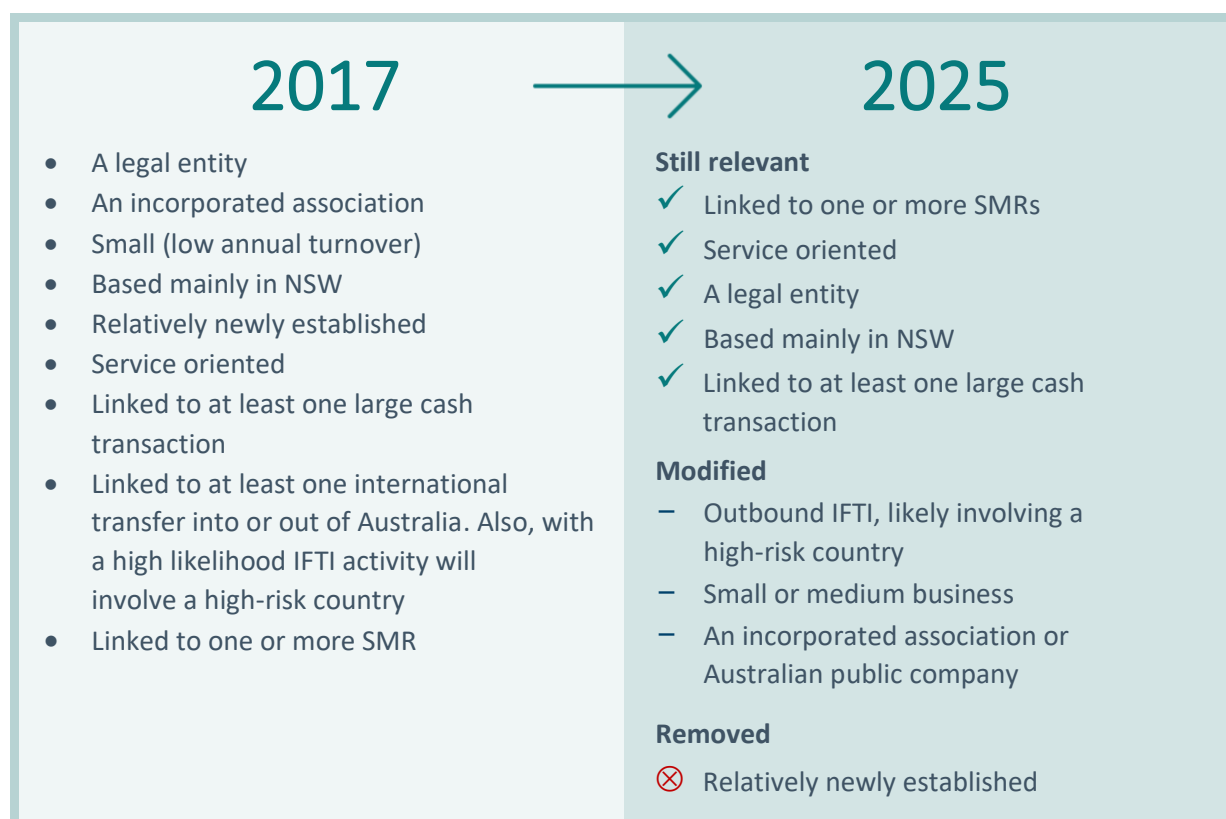 2017
• A legal entity
• An incorporated association
• Small (low annual turnover)
• Based mainly in NSW
• Relatively newly established
• Service oriented
• Linked to at least one large cash
transaction
• Linked to at least one international
transfer into or out of Australia. Also, with
a high likelihood IFTI activity will
involve a high-risk country
• Linked to one or more SMR
2025
Still relevant
✓ Linked to one or more SMRs
✓ Service oriented
✓ A legal entity
✓ Based mainly in NSW
✓ Linked to at least one large cash
transaction
Modified
– Outbound IFTI, likely involving a
high-risk country
– Small or medium business
– An incorporated association or
Australian public company
Removed
⊗ Relatively newly established